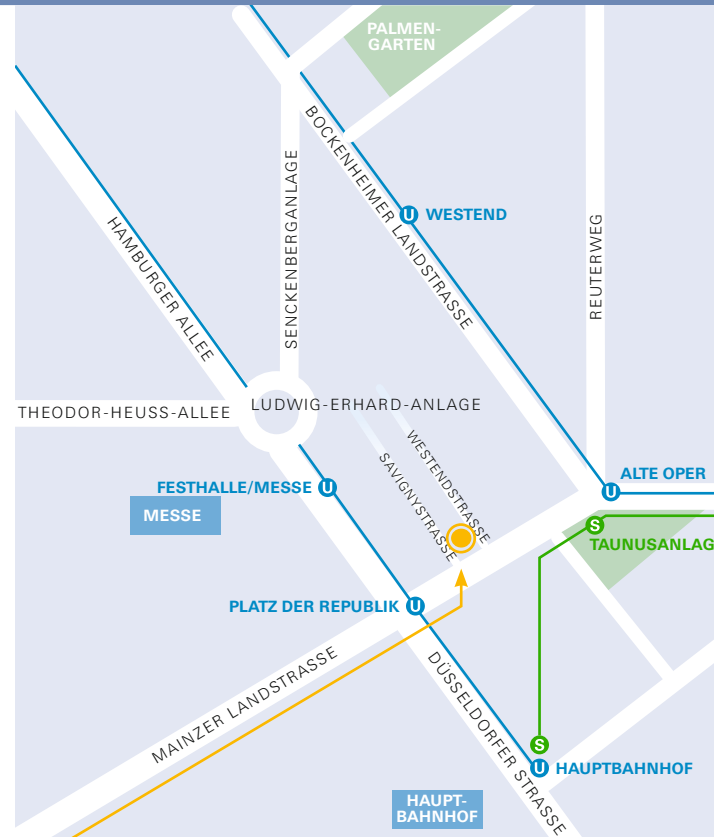 PALMEN-
GARTEN
BOCKENHEIMER LANDSTRASSE
U WESTEND
SENCKENBERGANLAGE
REUTERWEG
HAMBURGER ALLEE
THEODOR-HEUSS-ALLEE
LUDWIG-ERHARD-ANLAGE
WESTENDSTRASSE
SAVIGNYSTRASSE
ALTE OPER
U
FESTHALLE/MESSE U
MESSE
S
TAUNUSANLAG
PLATZ DER REPUBLIK U
MAINZER LANDSTRASSE
DÜSSELDORFER STRASSE
S
U HAUPTBAHNHOF
HAUPT-
BAHNHOF